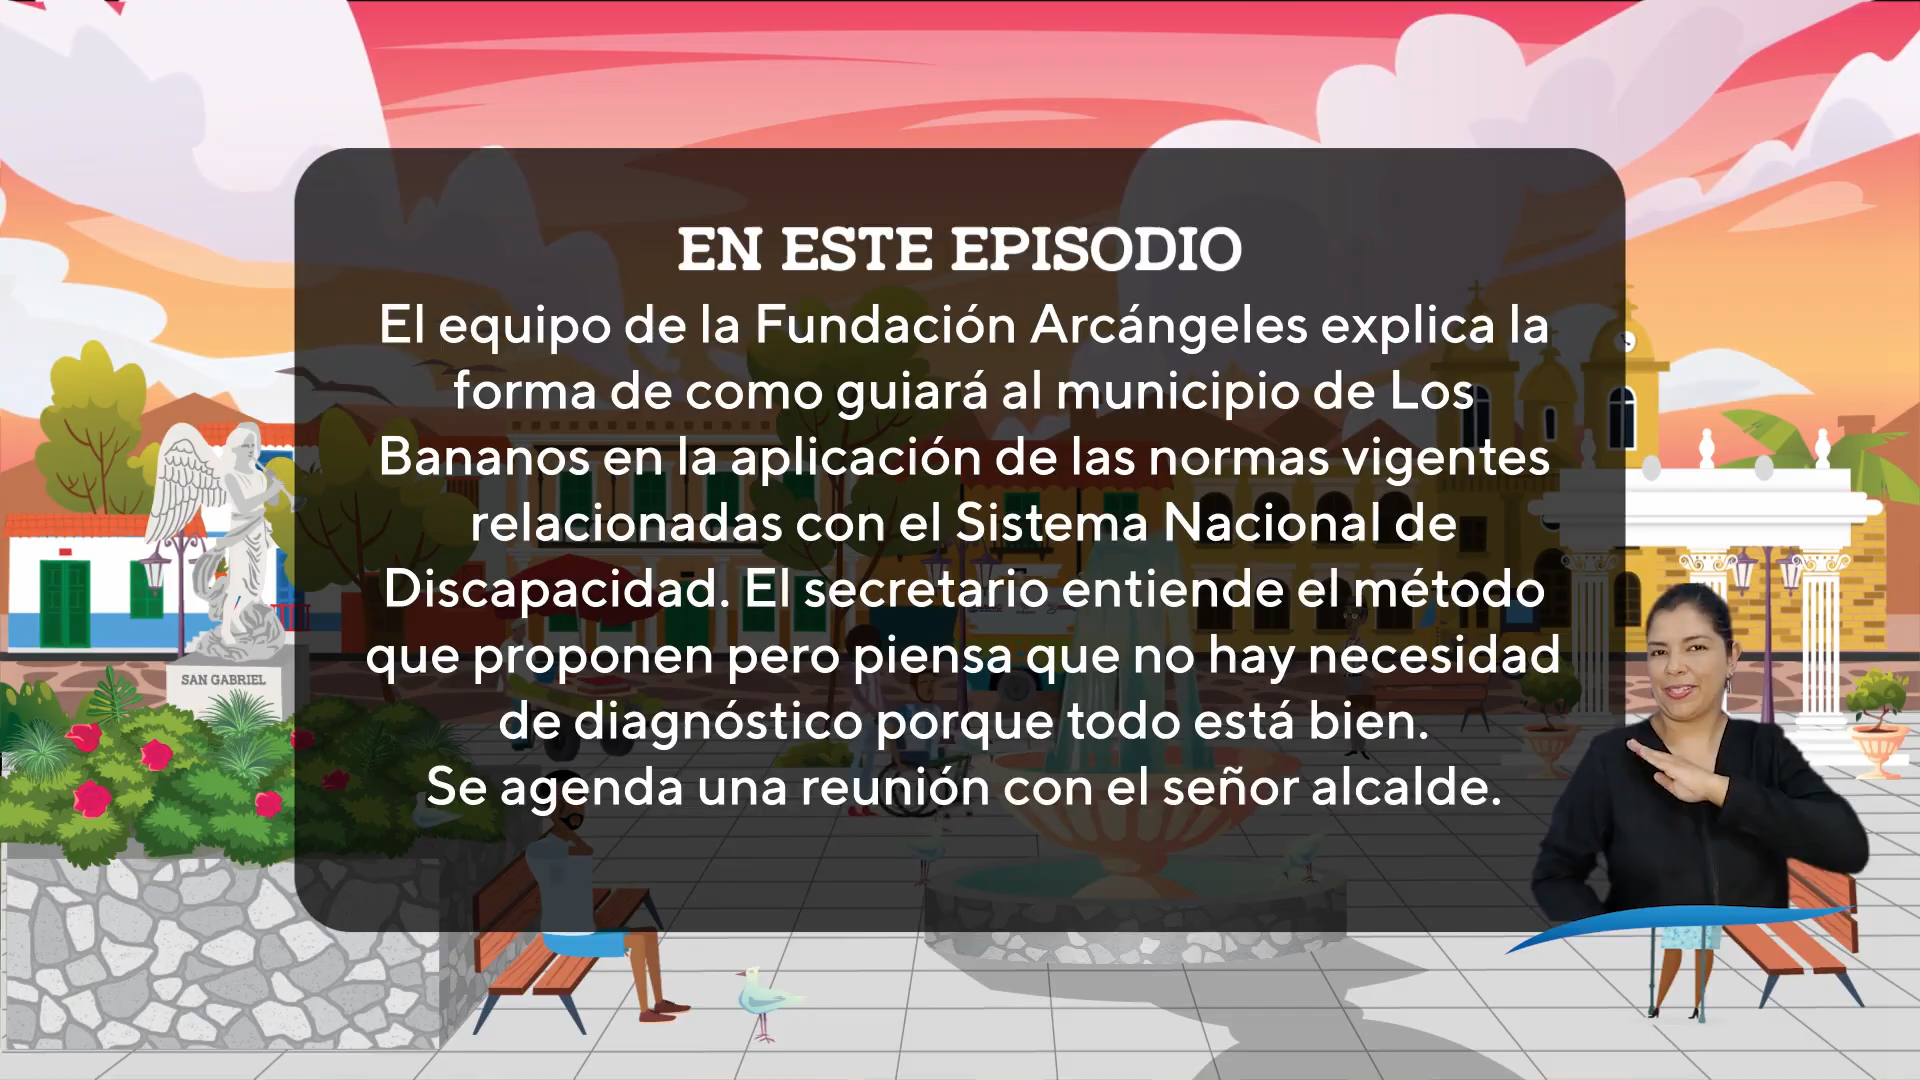 EN ESTE EPISODIO
El equipo de la Fundación Arcángeles explica la
forma de como guiará al municipio de Los
Bananos en la aplicación de las normas vigentes
relacionadas con el Sistema Nacional de
Discapacidad. El secretario entiende el método
que proponen pero piensa que no hay necesidad
de diagnóstico porque todo está bien.
Se agenda una reunión con el señor alcalde.
SAN GABRIEL